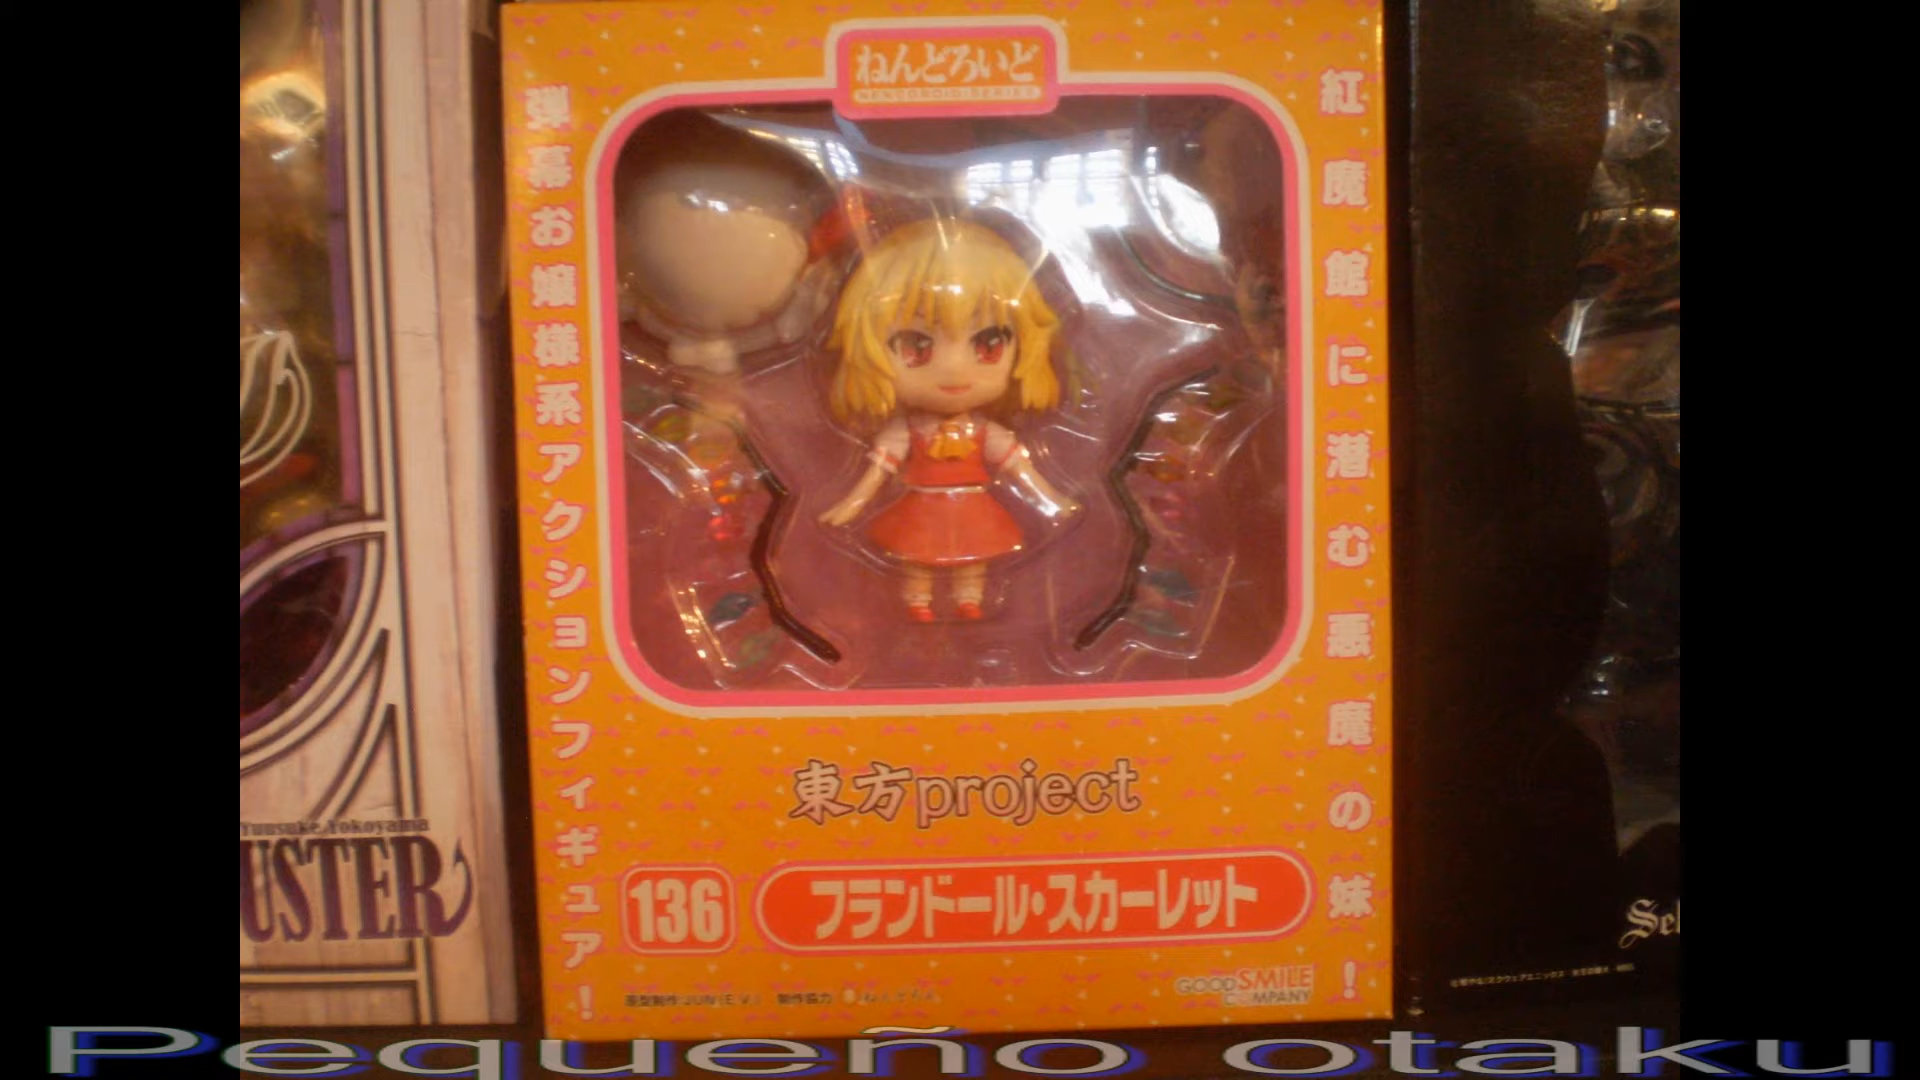 ねんどろいど
NENDOROID SERIES
弾幕お嬢様系アクションフィギュア!
紅魔館に潜む悪魔の妹!
東方project
136
フランドール・スカーレット
GOOD SMILE
COMPANY
Yuusuke Yokoyama
USTER
Sel
Pequeño otaku